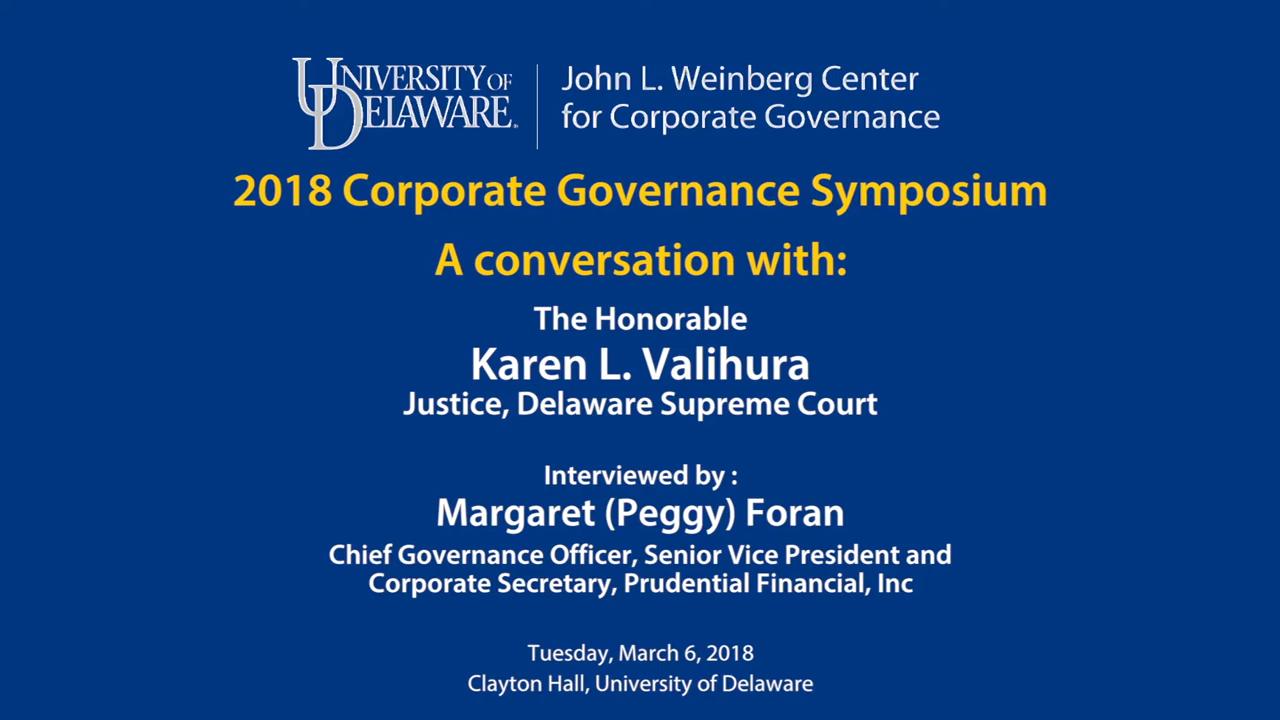 UNIVERSITY OF
DELAWARE.
John L. Weinberg Center
for Corporate Governance
2018 Corporate Governance Symposium
A conversation with:
The Honorable
Karen L. Valihura
Justice, Delaware Supreme Court
Interviewed by :
Margaret (Peggy) Foran
Chief Governance Officer, Senior Vice President and
Corporate Secretary, Prudential Financial, Inc
Tuesday, March 6, 2018
Clayton Hall, University of Delaware